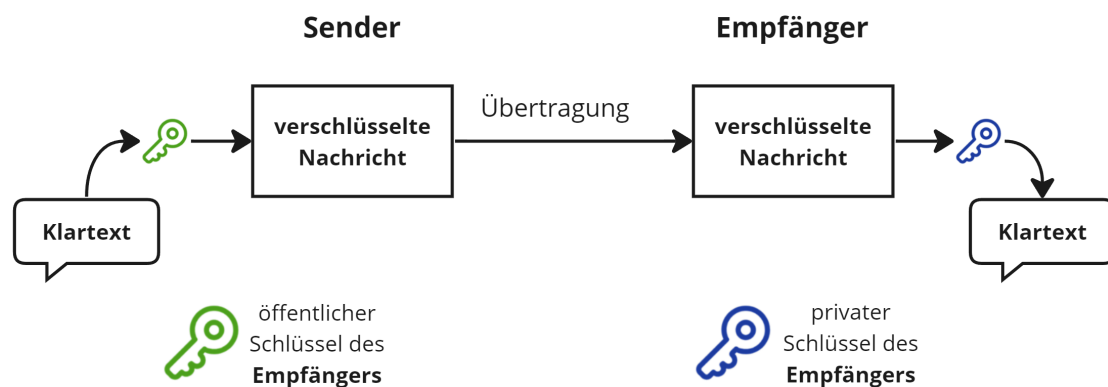 Sender
Empfänger
Übertragung
verschlüsselte
Nachricht
verschlüsselte
Nachricht
Klartext
Klartext
öffentlicher
Schlüssel des
Empfängers
privater
Schlüssel des
Empfängers